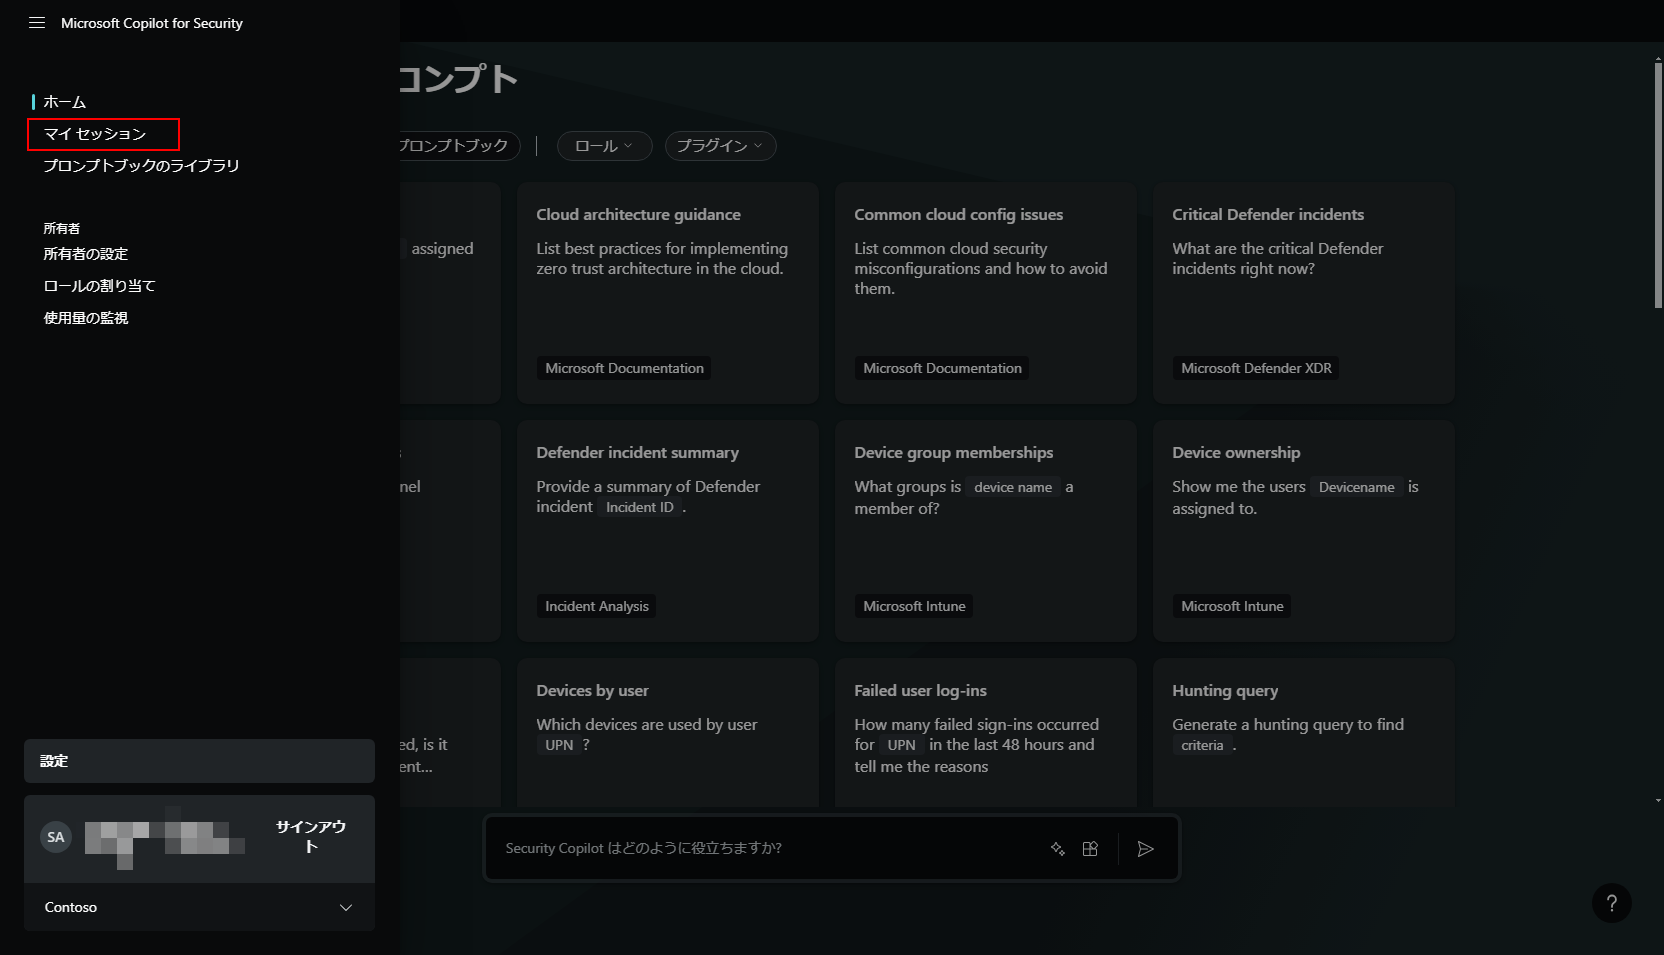 Microsoft Copilot for Security
ホーム
マイ セッション
プロンプトブックのライブラリ
所有者
所有者の設定
ロールの割り当て
使用量の監視
設定
SA
サインアウ
ト
Contoso
コンプト
プロンプトブック
ロール
プラグイン
assigned
Cloud architecture guidance
List best practices for implementing
zero trust architecture in the cloud.
Microsoft Documentation
Common cloud config issues
List common cloud security
misconfigurations and how to avoid
them.
Microsoft Documentation
Critical Defender incidents
What are the critical Defender
incidents right now?
Microsoft Defender XDR
nel
Defender incident summary
Provide a summary of Defender
incident Incident ID .
Incident Analysis
Device group memberships
What groups is device name a
member of?
Microsoft Intune
Device ownership
Show me the users Devicename is
assigned to.
Microsoft Intune
ed, is it
ent...
Devices by user
Which devices are used by user
UPN ?
Failed user log-ins
How many failed sign-ins occurred
for UPN in the last 48 hours and
tell me the reasons
Hunting query
Generate a hunting query to find
criteria .
Security Copilot はどのように役立ちますか?
?